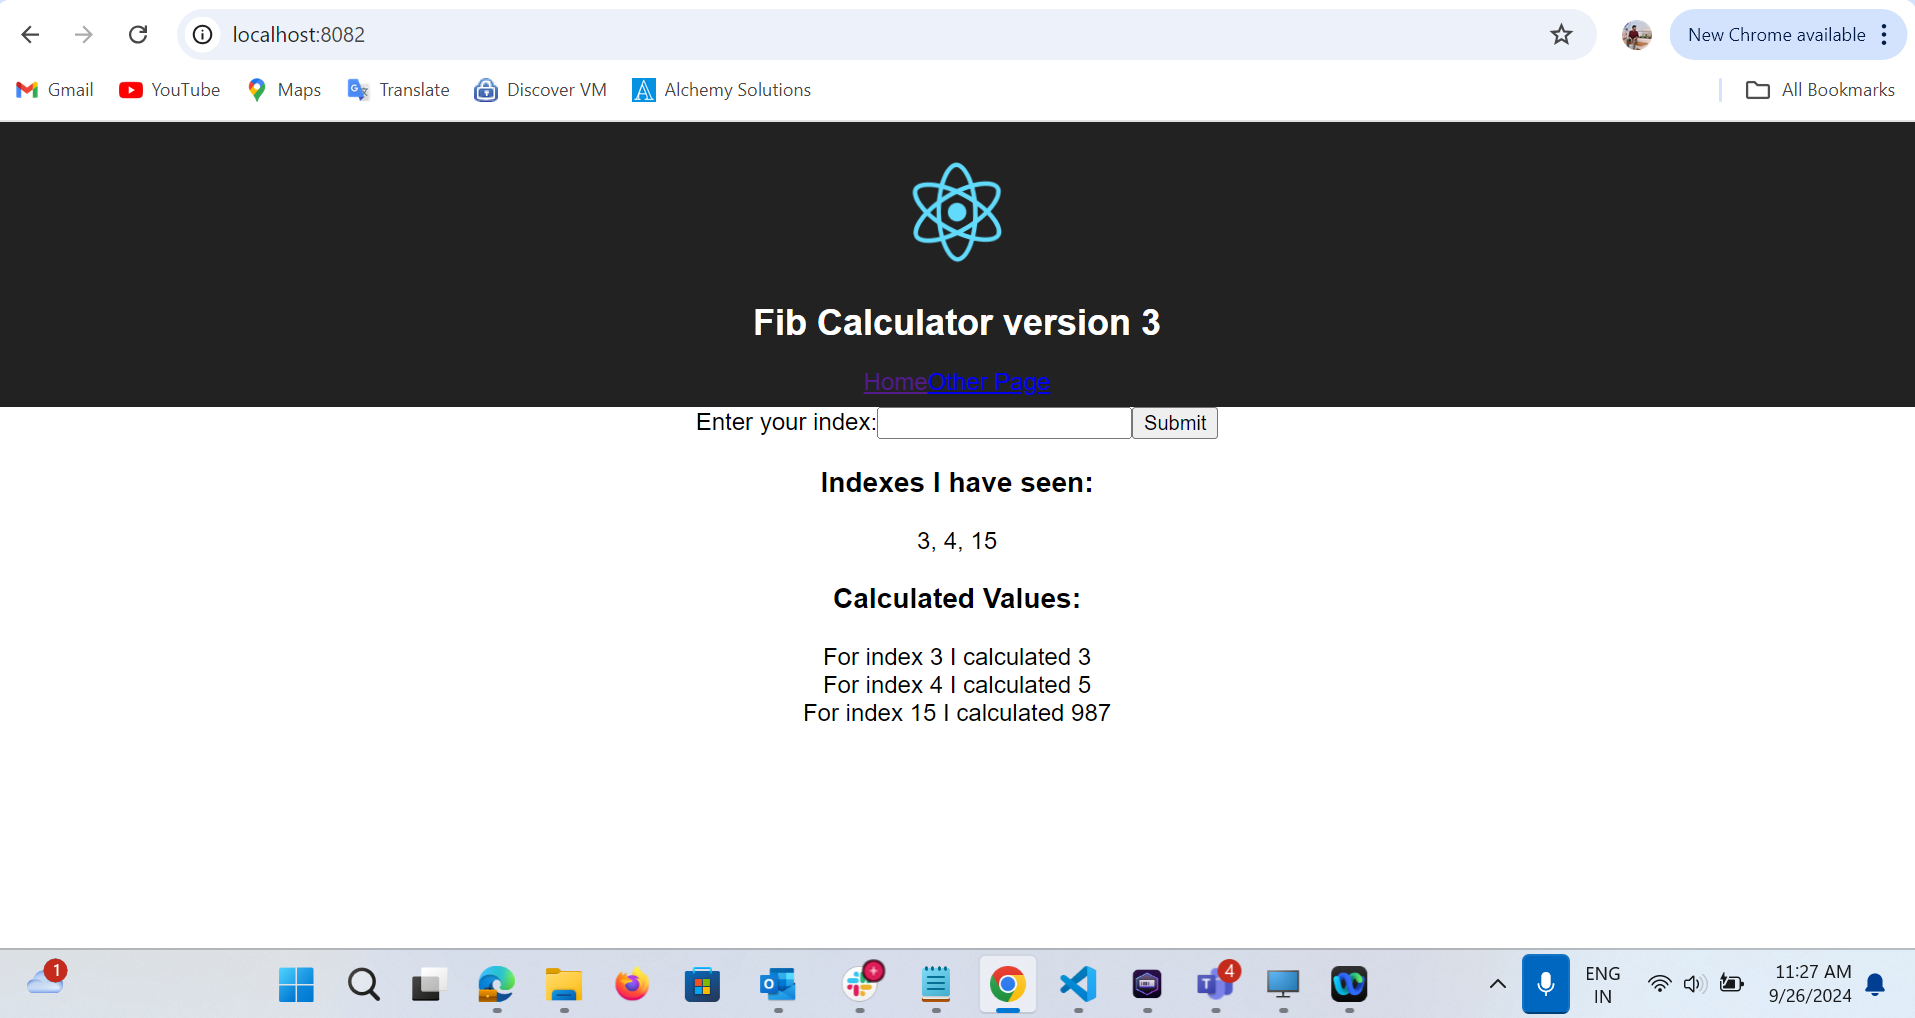 localhost:8082
New Chrome available
Gmail YouTube Maps Translate Discover VM Alchemy Solutions All Bookmarks
Fib Calculator version 3
HomeOther Page
Enter your index: Submit
Indexes I have seen:
3, 4, 15
Calculated Values:
For index 3 I calculated 3
For index 4 I calculated 5
For index 15 I calculated 987
1
4
ENG
IN
11:27 AM
9/26/2024